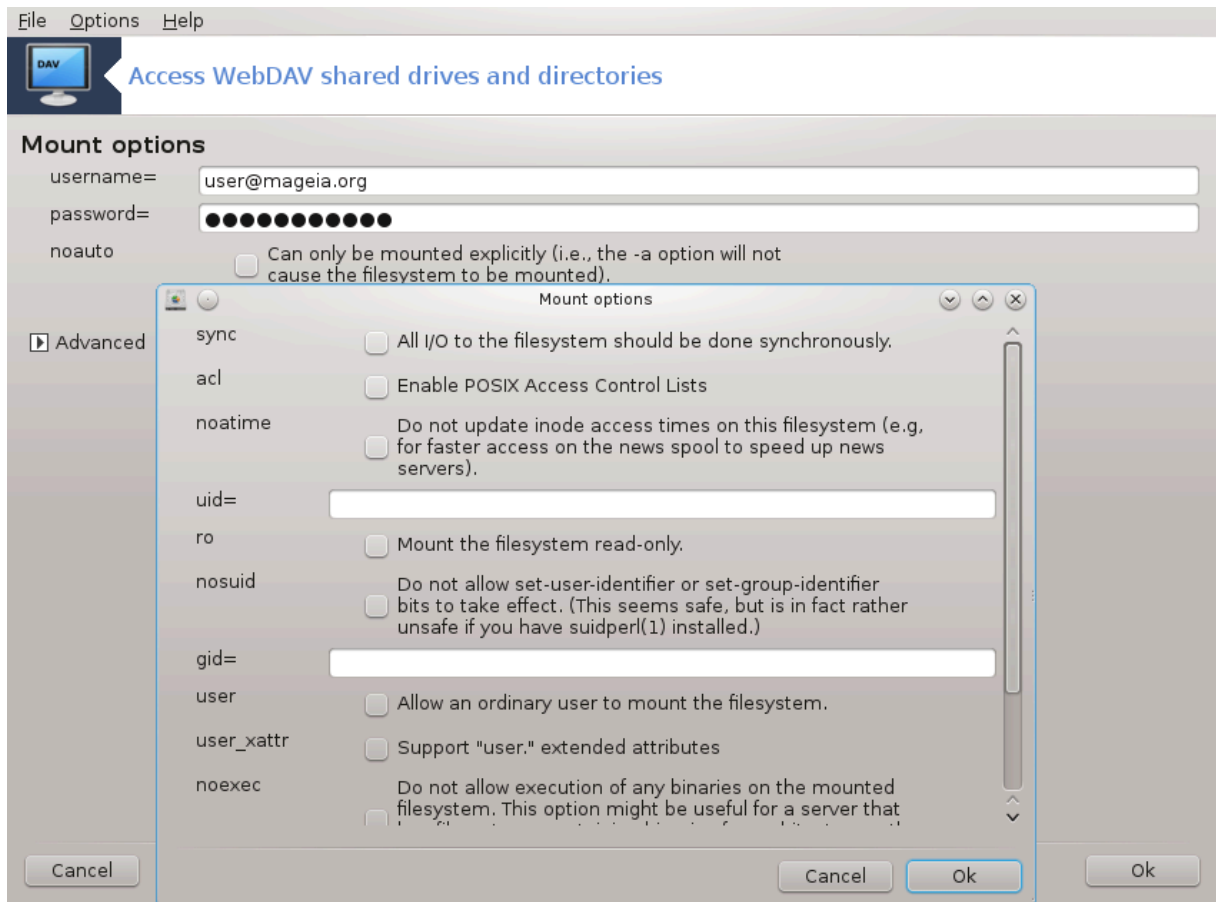 File Options Help
DAV
Access WebDAV shared drives and directories
Mount options
username=
user@mageia.org
password=
●●●●●●●●●●●
noauto
Can only be mounted explicitly (i.e., the -a option will not
cause the filesystem to be mounted).
Advanced
Mount options
sync
All I/O to the filesystem should be done synchronously.
acl
Enable POSIX Access Control Lists
noatime
Do not update inode access times on this filesystem (e.g,
for faster access on the news spool to speed up news
servers).
uid=
ro
Mount the filesystem read-only.
nosuid
Do not allow set-user-identifier or set-group-identifier
bits to take effect. (This seems safe, but is in fact rather
unsafe if you have suidperl(1) installed.)
gid=
user
Allow an ordinary user to mount the filesystem.
user_xattr
Support "user." extended attributes
noexec
Do not allow execution of any binaries on the mounted
filesystem. This option might be useful for a server that
Cancel
Ok
Cancel
Ok